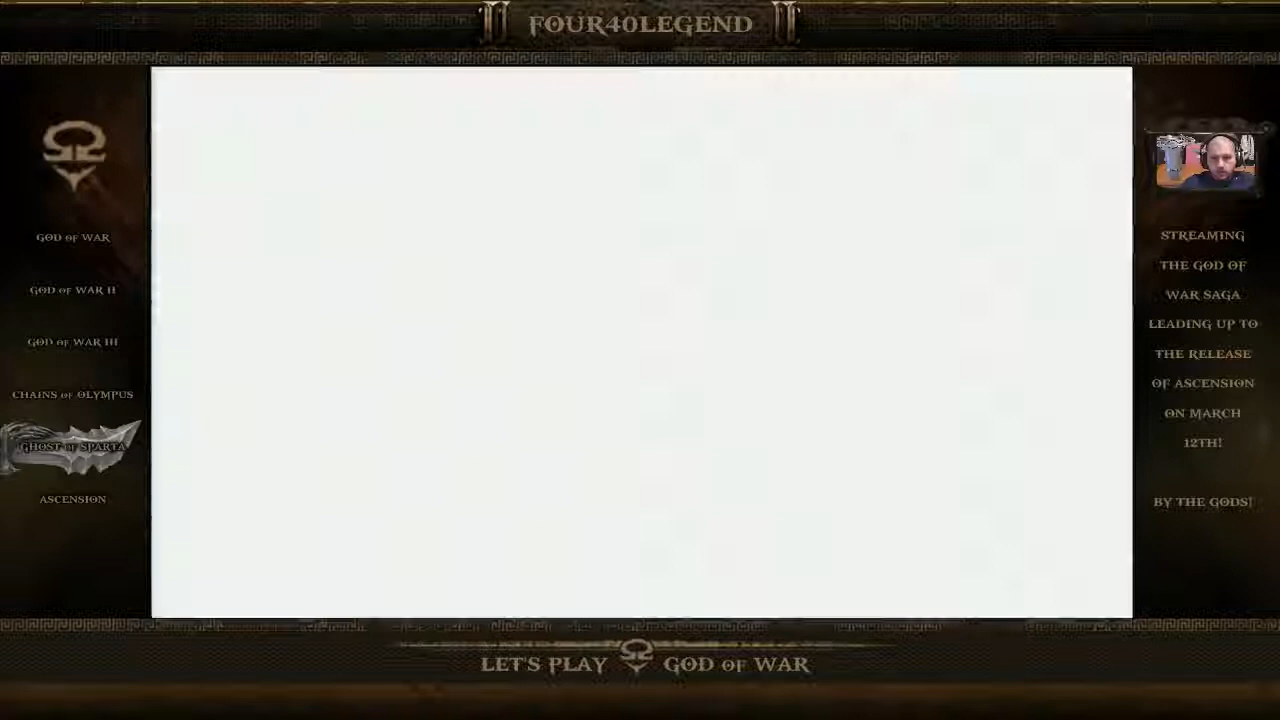 FOUR40LEGEND
GOD OF WAR
GOD OF WAR II
GOD OF WAR III
CHAINS OF OLYMPUS
GHOST OF SPARTA
ASCENSION
STREAMING
THE GOD OF
WAR SAGA
LEADING UP TO
THE RELEASE
OF ASCENSION
ON MARCH
12TH!
BY THE GODS!
LET'S PLAY GOD OF WAR